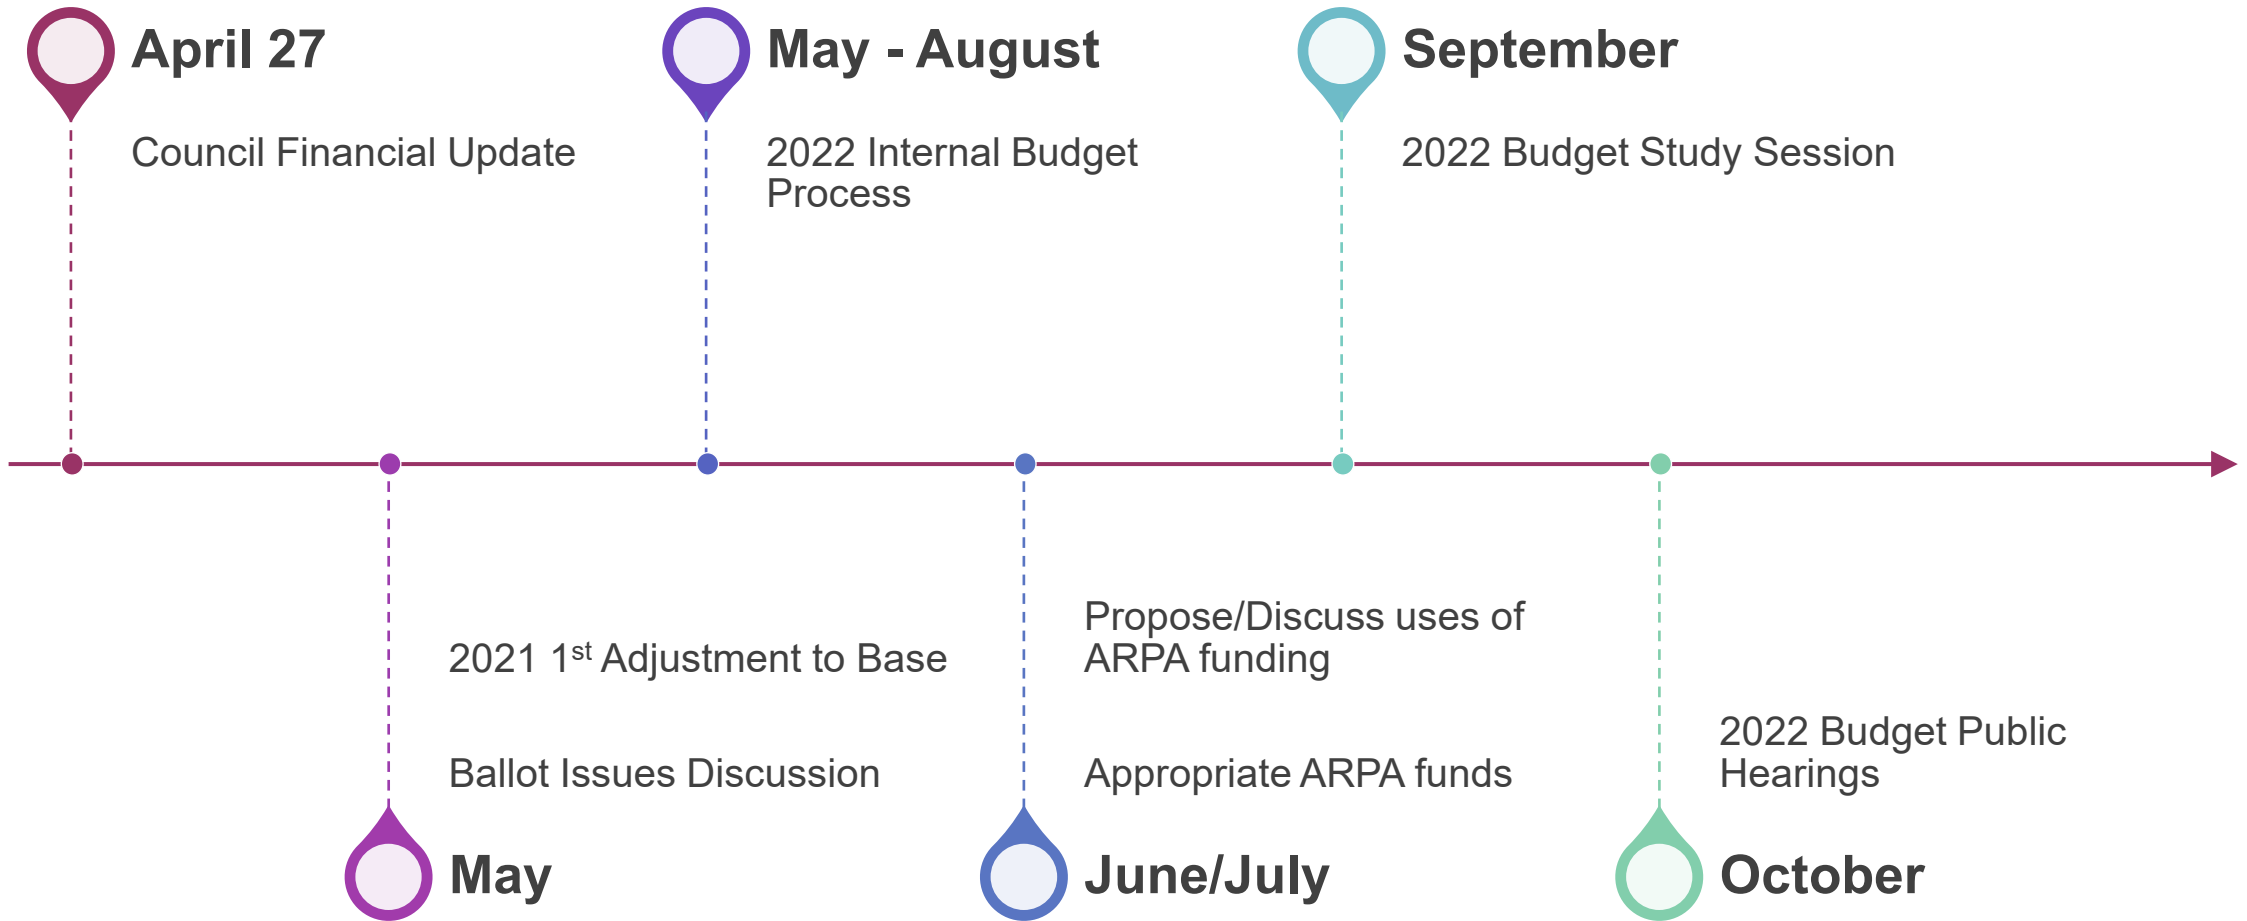 April 27
Council Financial Update
May - August
2022 Internal Budget
Process
September
2022 Budget Study Session
2021 1st Adjustment to Base
Ballot Issues Discussion
May
Propose/Discuss uses of
ARPA funding
Appropriate ARPA funds
June/July
2022 Budget Public
Hearings
October